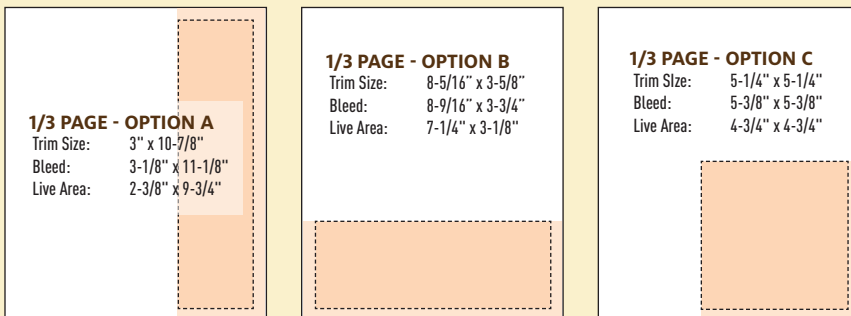 1/3 PAGE - OPTION A
Trim Size: 3" x 10-7/8"
Bleed: 3-1/8" x 11-1/8"
Live Area: 2-3/8" x 9-3/4"
1/3 PAGE - OPTION B
Trim Size: 8-5/16” x 3-5/8”
Bleed: 8-9/16” x 3-3/4”
Live Area: 7-1/4” x 3-1/8"
1/3 PAGE - OPTION C
Trim SIze: 5-1/4" x 5-1/4"
Bleed: 5-3/8" x 5-3/8"
Live Area: 4-3/4" x 4-3/4"